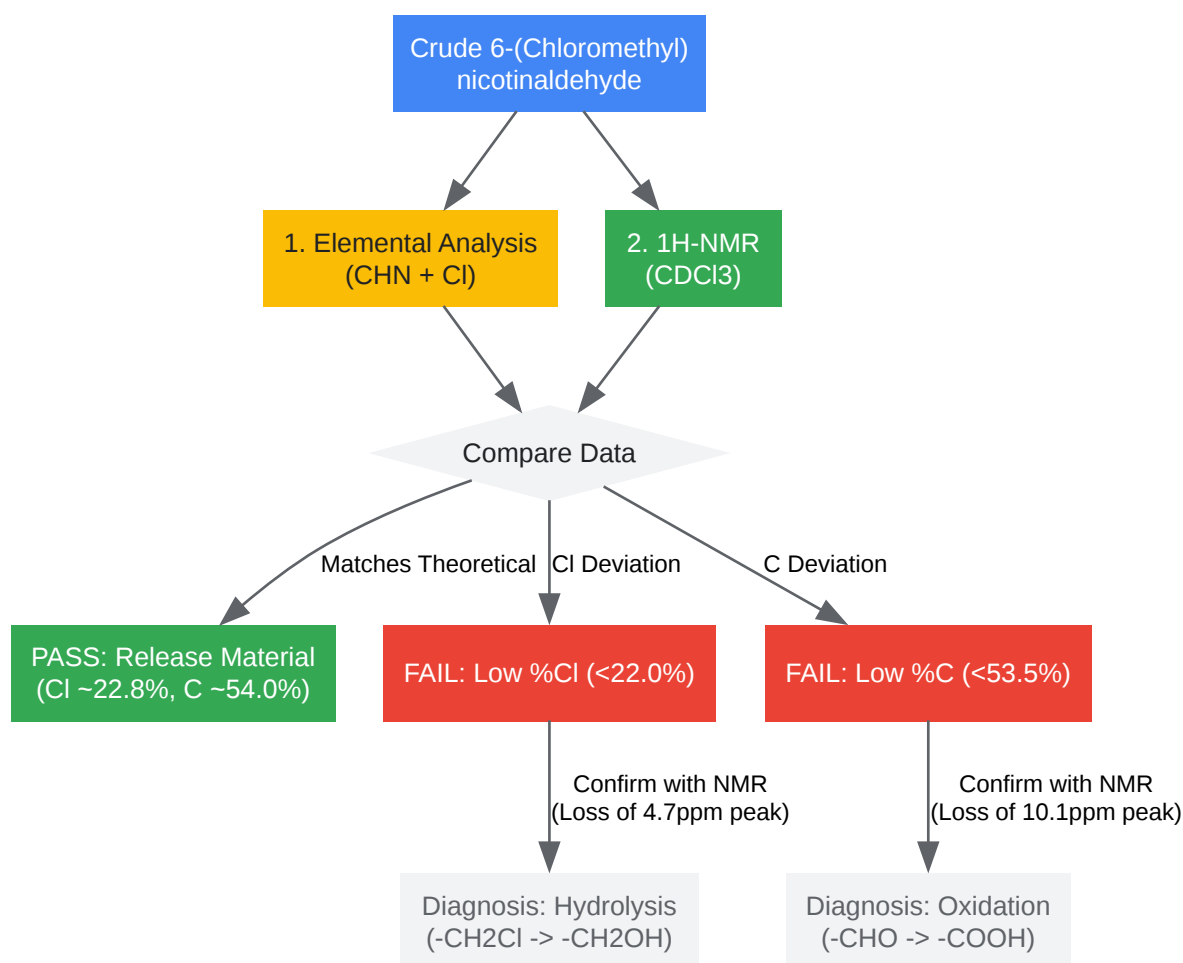 Crude 6-(Chloromethyl)
nicotinaldehyde
1. Elemental Analysis
(CHN + Cl)
2. 1H-NMR
(CDCl3)
Compare Data
Matches Theoretical
Cl Deviation
C Deviation
PASS: Release Material
(Cl ~22.8%, C ~54.0%)
FAIL: Low %Cl (<22.0%)
FAIL: Low %C (<53.5%)
Confirm with NMR
(Loss of 4.7ppm peak)
Confirm with NMR
(Loss of 10.1ppm peak)
Diagnosis: Hydrolysis
(-CH2Cl -> -CH2OH)
Diagnosis: Oxidation
(-CHO -> -COOH)